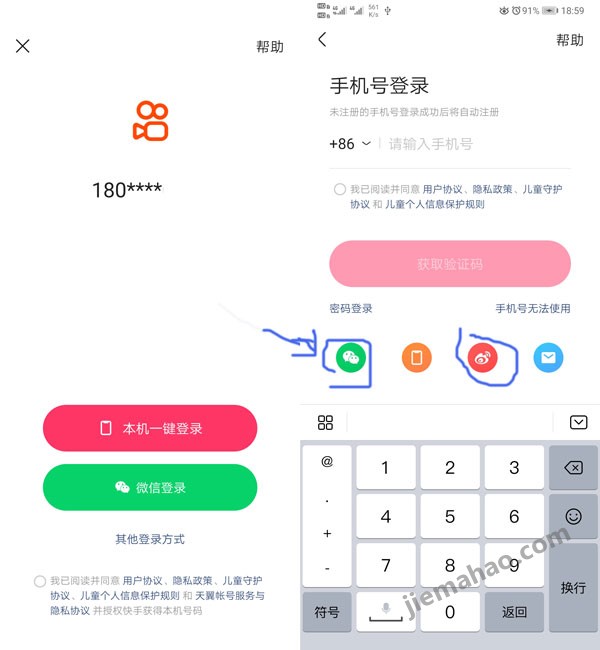 帮助
180****
本机一键登录
微信登录
其他登录方式
我已阅读并同意 用户协议、隐私政策、儿童守护
协议、儿童个人信息保护规则 和 天翼帐号服务与
隐私协议 并授权快手获得本机号码
HD
HD
4G
4G
561
K/s
91%
18:59
帮助
手机号登录
未注册的手机号登录成功后将自动注册
+86
请输入手机号
我已阅读并同意 用户协议、隐私政策、儿童守护
协议 和 儿童个人信息保护规则
获取验证码
密码登录
手机号无法使用
@ 1 2 3
.
4 5 6
+
7 8 9
-
换行
符号 0 返回
jiemahao.com